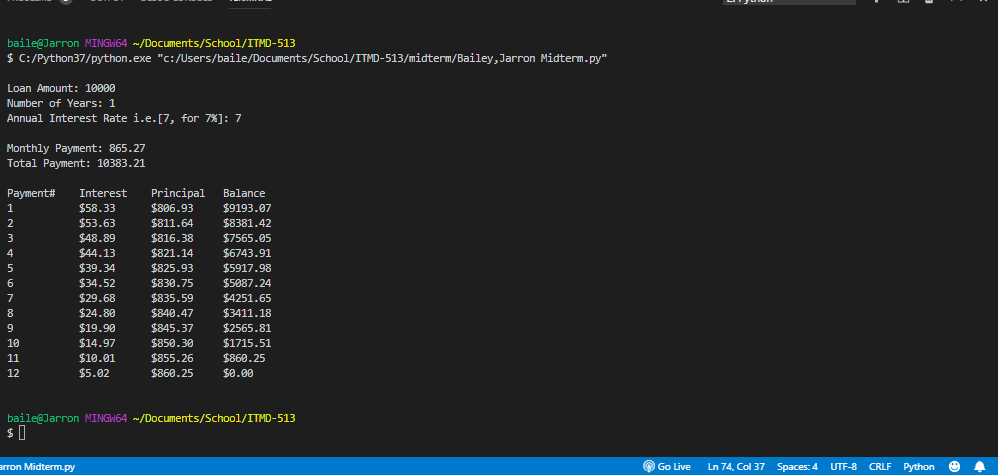 baile@Jarron MINGW64 ~/Documents/School/ITMD-513
$ C:/Python37/python.exe "c:/Users/baile/Documents/School/ITMD-513/midterm/Bailey,Jarron Midterm.py"
Loan Amount: 10000
Number of Years: 1
Annual Interest Rate i.e.[7, for 7%]: 7
Monthly Payment: 865.27
Total Payment: 10383.21
Payment# Interest Principal Balance
1 $58.33 $806.93 $9193.07
2 $53.63 $811.64 $8381.42
3 $48.89 $816.38 $7565.05
4 $44.13 $821.14 $6743.91
5 $39.34 $825.93 $5917.98
6 $34.52 $830.75 $5087.24
7 $29.68 $835.59 $4251.65
8 $24.80 $840.47 $3411.18
9 $19.90 $845.37 $2565.81
10 $14.97 $850.30 $1715.51
11 $10.01 $855.26 $860.25
12 $5.02 $860.25 $0.00
baile@Jarron MINGW64 ~/Documents/School/ITMD-513
$
arron Midterm.py Go Live Ln 74, Col 37 Spaces: 4 UTF-8 CRLF Python